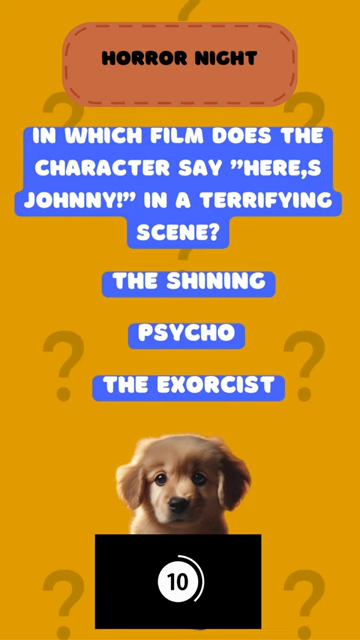 HORROR NIGHT
IN WHICH FILM DOES THE
CHARACTER SAY "HERE,S
JOHNNY!" IN A TERRIFYING
SCENE?
THE SHINING
PSYCHO
THE EXORCIST
10